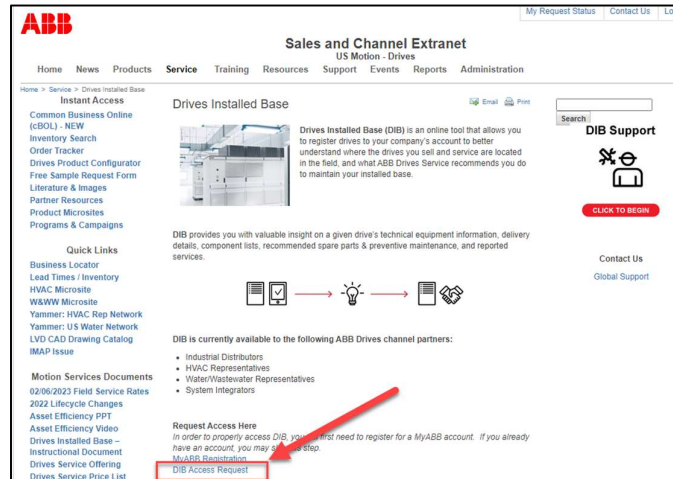 My Request Status Contact Us Lo
ABB
Sales and Channel Extranet
US Motion - Drives
Home News Products Service Training Resources Support Events Reports Administration
Home > Service > Drives Installed Base
Instant Access
Common Business Online
(cBOL) - NEW
Inventory Search
Order Tracker
Drives Product Configurator
Free Sample Request Form
Literature & Images
Partner Resources
Product Microsites
Programs & Campaigns
Quick Links
Business Locator
Lead Times / Inventory
HVAC Microsite
W&WW Microsite
Yammer: HVAC Rep Network
Yammer: US Water Network
LVD CAD Drawing Catalog
IMAP Issue
Motion Services Documents
02/06/2023 Field Service Rates
2022 Lifecycle Changes
Asset Efficiency PPT
Asset Efficiency Video
Drives Installed Base –
Instructional Document
Drives Service Offering
Drives Service Price List
Drives Installed Base
Email Print
Drives Installed Base (DIB) is an online tool that allows you
to register drives to your company's account to better
understand where the drives you sell and service are located
in the field, and what ABB Drives Service recommends you do
to maintain your installed base.
DIB provides you with valuable insight on a given drive's technical equipment information, delivery
details, component lists, recommended spare parts & preventive maintenance, and reported
services.
DIB is currently available to the following ABB Drives channel partners:
• Industrial Distributors
• HVAC Representatives
• Water/Wastewater Representatives
• System Integrators
Request Access Here
In order to properly access DIB, you first need to register for a MyABB account. If you already
have an account, you may step.
MyABB Registration
DIB Access Request
Search
DIB Support
CLICK TO BEGIN
Contact Us
Global Support